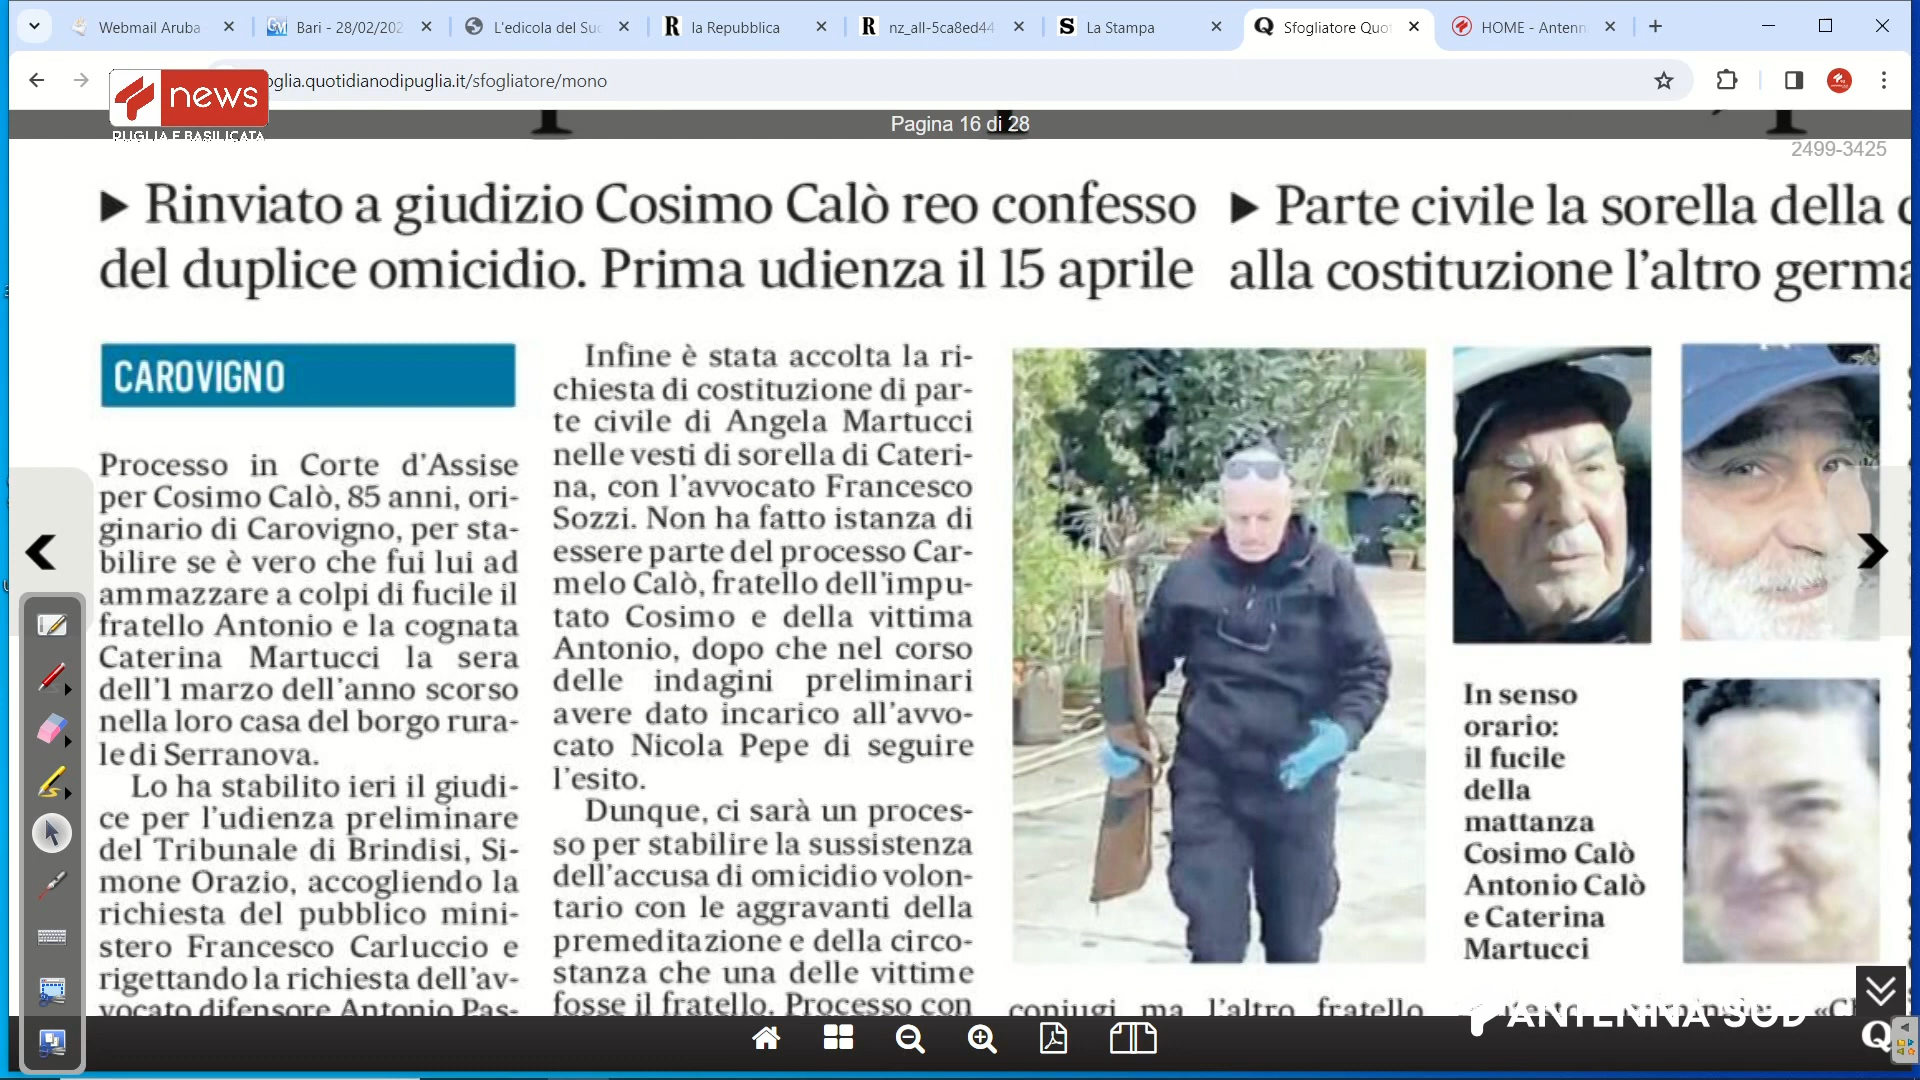 Webmail Aruba
Bari - 28/02/202
L'edicola del Sud
la Repubblica
nz_all-5ca8ed44
La Stampa
Sfogliatore Quot
HOME - Antenn
oglia.quotidianodipuglia.it/sfogliatore/mono
news
PUGLIA E BASILICATA
Pagina 16 di 28
2499-3425
► Rinviato a giudizio Cosimo Calò reo confesso
del duplice omicidio. Prima udienza il 15 aprile
► Parte civile la sorella della c
alla costituzione l'altro germa
CAROVIGNO
Processo in Corte d'Assise
per Cosimo Calò, 85 anni, ori-
ginario di Carovigno, per sta-
bilire se è vero che fui lui ad
ammazzare a colpi di fucile il
fratello Antonio e la cognata
Caterina Martucci la sera
dell'1 marzo dell'anno scorso
nella loro casa del borgo rura-
le di Serranova.
Lo ha stabilito ieri il giudi-
ce per l'udienza preliminare
del Tribunale di Brindisi, Si-
mone Orazio, accogliendo la
richiesta del pubblico mini-
stero Francesco Carluccio e
rigettando la richiesta dell'av-
vocato difensore Antonio Pas-
Infine è stata accolta la ri-
chiesta di costituzione di par-
te civile di Angela Martucci
nelle vesti di sorella di Cateri-
na, con l'avvocato Francesco
Sozzi. Non ha fatto istanza di
essere parte del processo Car-
melo Calò, fratello dell'impu-
tato Cosimo e della vittima
Antonio, dopo che nel corso
delle indagini preliminari
avere dato incarico all'avvo-
cato Nicola Pepe di seguire
l'esito.
Dunque, ci sarà un proces-
so per stabilire la sussistenza
dell'accusa di omicidio volon-
tario con le aggravanti della
premeditazione e della circo-
stanza che una delle vittime
fosse il fratello. Processo con
In senso
orario:
il fucile
della
mattanza
Cosimo Calò
Antonio Calò
e Caterina
Martucci
coniugi ma l'altro fratello
ANTENNA SUD